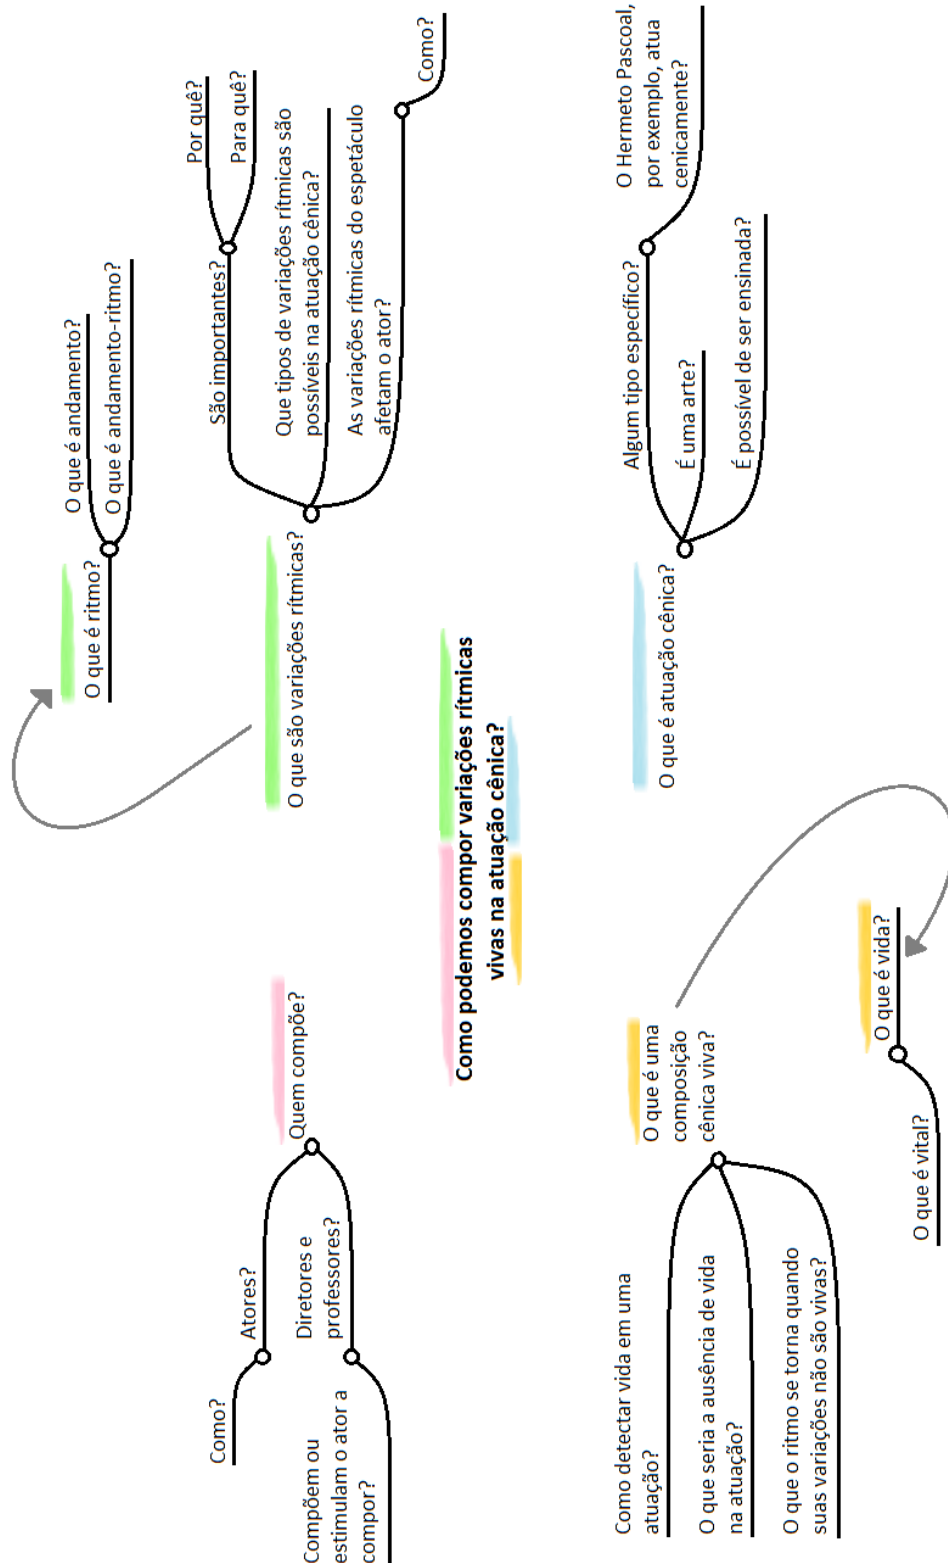 Como podemos compor variações rítmicas
vivas na atuação cênica?
Quem compõe?
Atores?
Como?
Diretores e
professores?
Compõem ou
estimulam o ator a
compor?
O que são variações rítmicas?
São importantes?
Por quê?
Para quê?
Que tipos de variações rítmicas são
possíveis na atuação cênica?
As variações rítmicas do espetáculo
afetam o ator?
Como?
O que é ritmo?
O que é andamento?
O que é andamento-ritmo?
O que é uma
composição
cênica viva?
Como detectar vida em uma
atuação?
O que seria a ausência de vida
na atuação?
O que o ritmo se torna quando
suas variações não são vivas?
O que é vida?
O que é vital?
O que é atuação cênica?
Algum tipo específico?
O Hermeto Pascoal,
por exemplo, atua
cenicamente?
É uma arte?
É possível de ser ensinada?